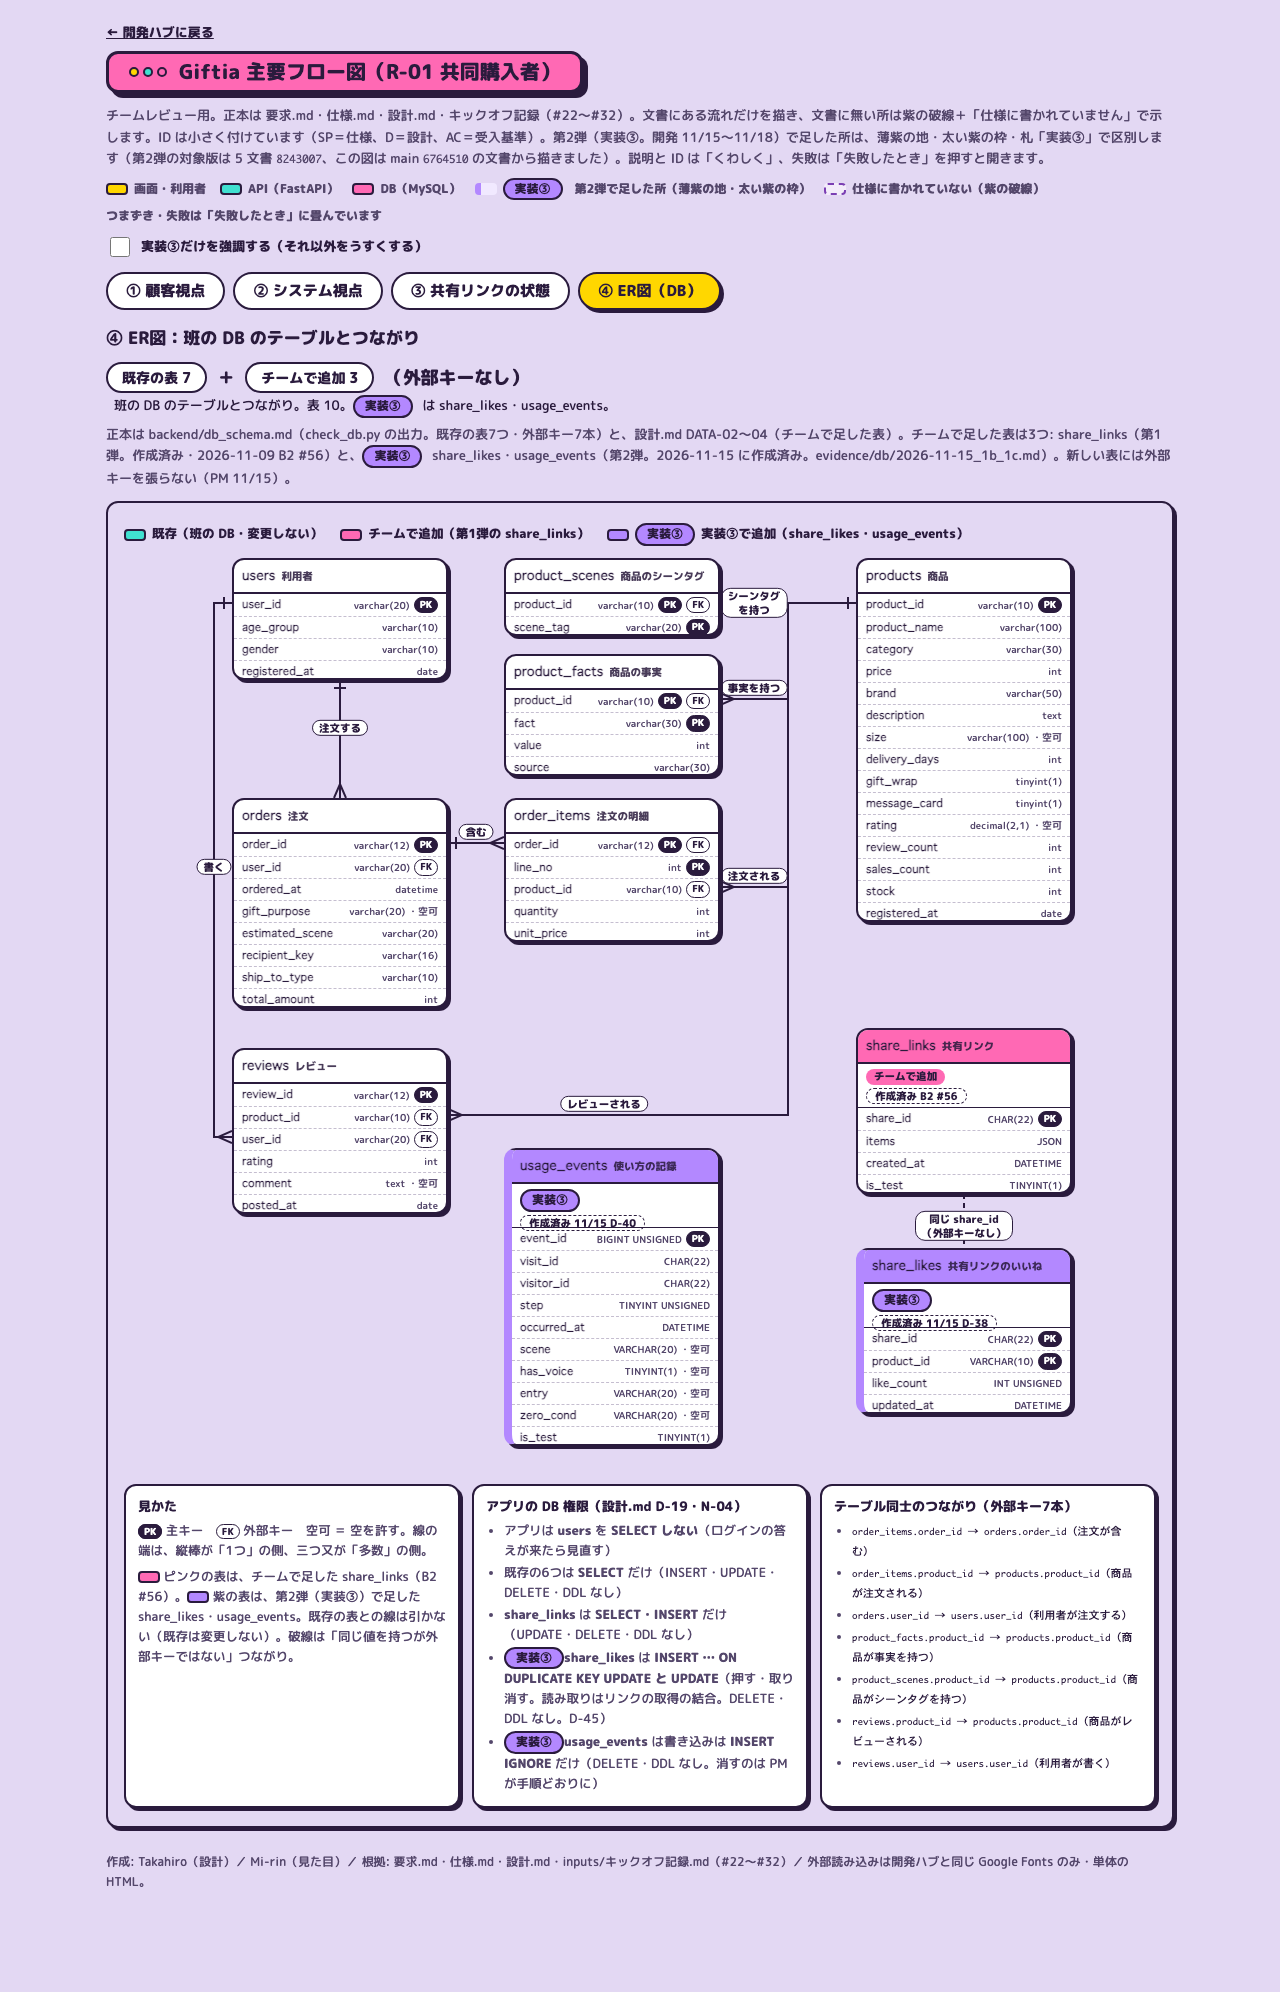 ← 開発ハブに戻る
Giftia 主要フロー図（R-01 共同購入者）
チームレビュー用。正本は 要求.md・仕様.md・設計.md・キックオフ記録（#22〜#32）。文書にある流れだけを描き、文書に無い所は紫の破線＋「仕様に書かれていません」で示
します。ID は小さく付けています（SP＝仕様、D＝設計、AC＝受入基準）。第2弾（実装③。開発 11/15〜11/18）で足した所は、薄紫の地・太い紫の枠・札「実装③」で区別しま
す（第2弾の対象版は 5 文書 8243007、この図は main 6764510 の文書から描きました）。説明と ID は「くわしく」、失敗は「失敗したとき」を押すと開きます。
画面・利用者 API（FastAPI） DB（MySQL） 実装③ 第2弾で足した所（薄紫の地・太い紫の枠） 仕様に書かれていない（紫の破線）
つまずき・失敗は「失敗したとき」に畳んでいます
実装③だけを強調する（それ以外をうすくする）
① 顧客視点 ② システム視点 ③ 共有リンクの状態 ④ ER図（DB）
④ ER図：班の DB のテーブルとつながり
既存の表 7 ＋ チームで追加 3 （外部キーなし）
班の DB のテーブルとつながり。表 10。 実装③ は share_likes・usage_events。
正本は backend/db_schema.md（check_db.py の出力。既存の表7つ・外部キー7本）と、設計.md DATA-02〜04（チームで足した表）。チームで足した表は3つ: share_links（第1
弾。作成済み・2026-11-09 B2 #56）と、 実装③ share_likes・usage_events（第2弾。2026-11-15 に作成済み。evidence/db/2026-11-15_1b_1c.md）。新しい表には外部
キーを張らない（PM 11/15）。
既存（班の DB・変更しない） チームで追加（第1弾の share_links） 実装③ 実装③で追加（share_likes・usage_events）
users 利用者
user_id varchar(20) PK
age_group varchar(10)
gender varchar(10)
registered_at date
product_scenes 商品のシーンタグ
product_id varchar(10) PK FK
scene_tag varchar(20) PK
シーンタグ
を持つ
products 商品
product_id varchar(10) PK
product_name varchar(100)
category varchar(30)
price int
brand varchar(50)
description text
size varchar(100) ・空可
delivery_days int
gift_wrap tinyint(1)
message_card tinyint(1)
rating decimal(2,1) ・空可
review_count int
sales_count int
stock int
registered_at date
product_facts 商品の事実
product_id varchar(10) PK FK
fact varchar(30) PK
value int
source varchar(30)
事実を持つ
注文する
orders 注文
order_id varchar(12) PK
user_id varchar(20) FK
ordered_at datetime
gift_purpose varchar(20) ・空可
estimated_scene varchar(20)
recipient_key varchar(16)
ship_to_type varchar(10)
total_amount int
含む
書く
order_items 注文の明細
order_id varchar(12) PK FK
line_no int PK
product_id varchar(10) FK
quantity int
unit_price int
注文される
reviews レビュー
review_id varchar(12) PK
product_id varchar(10) FK
user_id varchar(20) FK
rating int
comment text ・空可
posted_at date
レビューされる
share_links 共有リンク
チームで追加
作成済み B2 #56
share_id CHAR(22) PK
items JSON
created_at DATETIME
is_test TINYINT(1)
同じ share_id
（外部キーなし）
usage_events 使い方の記録
実装③
作成済み 11/15 D-40
event_id BIGINT UNSIGNED PK
visit_id CHAR(22)
visitor_id CHAR(22)
step TINYINT UNSIGNED
occurred_at DATETIME
scene VARCHAR(20) ・空可
has_voice TINYINT(1) ・空可
entry VARCHAR(20) ・空可
zero_cond VARCHAR(20) ・空可
is_test TINYINT(1)
share_likes 共有リンクのいいね
実装③
作成済み 11/15 D-38
share_id CHAR(22) PK
product_id VARCHAR(10) PK
like_count INT UNSIGNED
updated_at DATETIME
見かた
PK 主キー FK 外部キー 空可 ＝ 空を許す。線の
端は、縦棒が「1つ」の側、三つ又が「多数」の側。
ピンクの表は、チームで足した share_links（B2
#56）。 紫の表は、第2弾（実装③）で足した
share_likes・usage_events。既存の表との線は引かな
い（既存は変更しない）。破線は「同じ値を持つが外
部キーではない」つながり。
アプリの DB 権限（設計.md D-19・N-04）
• アプリは users を SELECT しない（ログインの答
えが来たら見直す）
• 既存の6つは SELECT だけ（INSERT・UPDATE・
DELETE・DDL なし）
• share_links は SELECT・INSERT だけ
（UPDATE・DELETE・DDL なし）
• 実装③ share_likes は INSERT … ON
DUPLICATE KEY UPDATE と UPDATE（押す・取り
消す。読み取りはリンクの取得の結合。DELETE・
DDL なし。D-45）
• 実装③ usage_events は書き込みは INSERT
IGNORE だけ（DELETE・DDL なし。消すのは PM
が手順どおりに）
テーブル同士のつながり（外部キー7本）
• order_items.order_id → orders.order_id（注文が含
む）
• order_items.product_id → products.product_id（商品
が注文される）
• orders.user_id → users.user_id（利用者が注文する）
• product_facts.product_id → products.product_id（商
品が事実を持つ）
• product_scenes.product_id → products.product_id（商
品がシーンタグを持つ）
• reviews.product_id → products.product_id（商品がレ
ビューされる）
• reviews.user_id → users.user_id（利用者が書く）
作成: Takahiro（設計）／ Mi-rin（見た目）／ 根拠: 要求.md・仕様.md・設計.md・inputs/キックオフ記録.md（#22〜#32）／ 外部読み込みは開発ハブと同じ Google Fonts のみ・単体の
HTML。